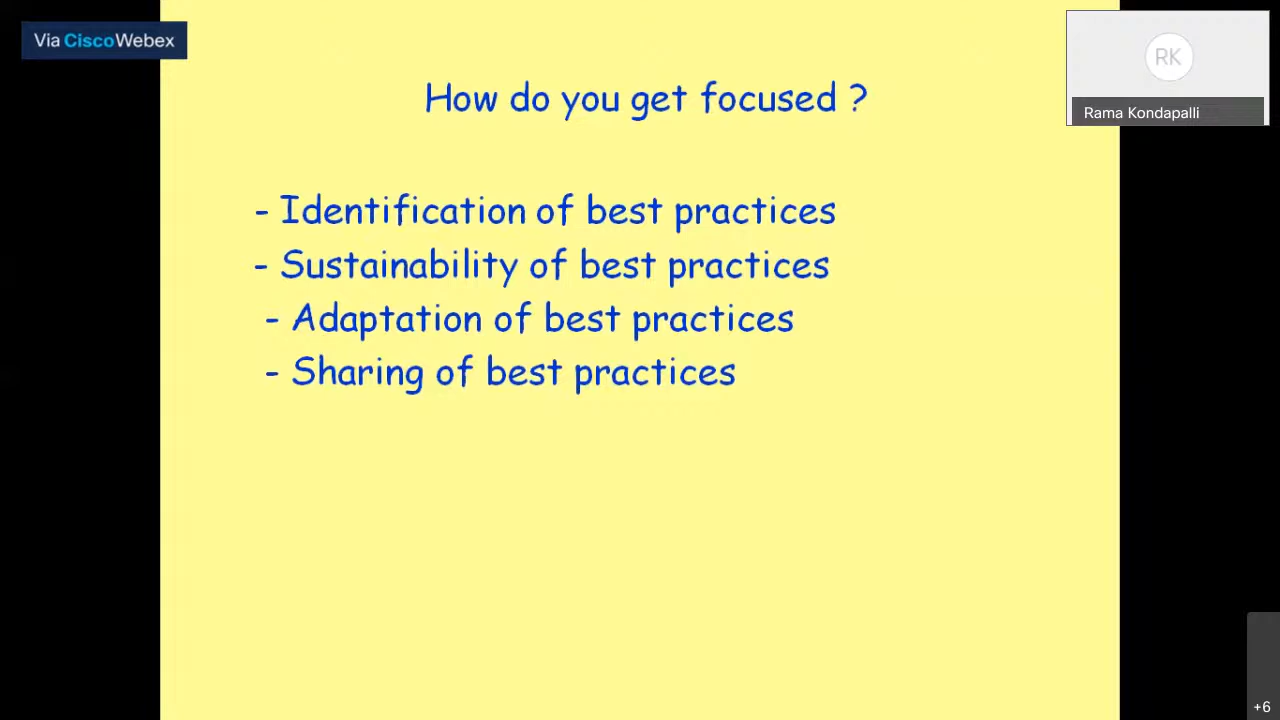 Via Cisco Webex
RK
Rama Kondapalli
How do you get focused ?
- Identification of best practices
- Sustainability of best practices
- Adaptation of best practices
- Sharing of best practices
+6